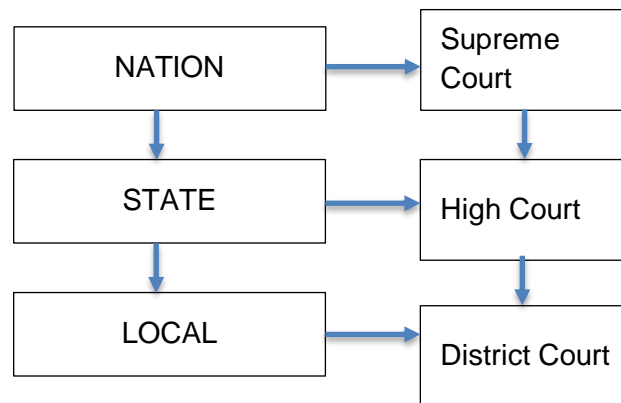 NATION
Supreme
Court
STATE
High Court
LOCAL
District Court